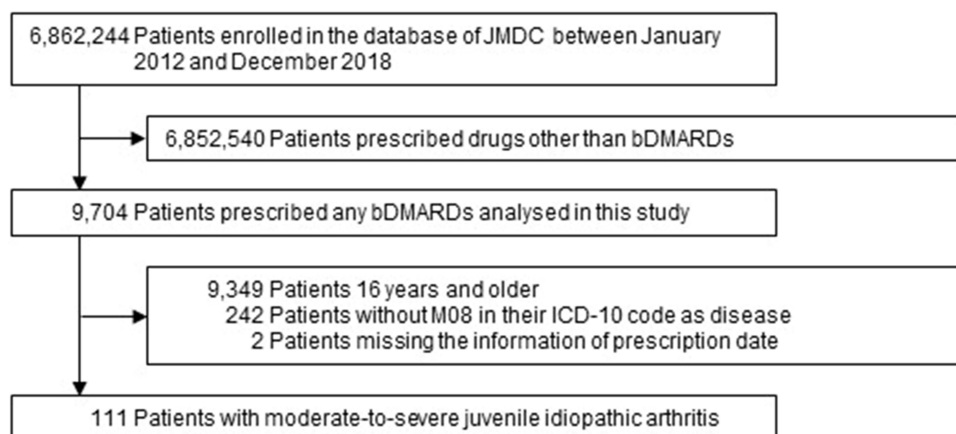 6,862,244 Patients enrolled in the database of JMDC between January
2012 and December 2018
6,852,540 Patients prescribed drugs other than bDMARDs
9,704 Patients prescribed any bDMARDs analysed in this study
9,349 Patients 16 years and older
242 Patients without M08 in their ICD-10 code as disease
2 Patients missing the information of prescription date
111 Patients with moderate-to-severe juvenile idiopathic arthritis